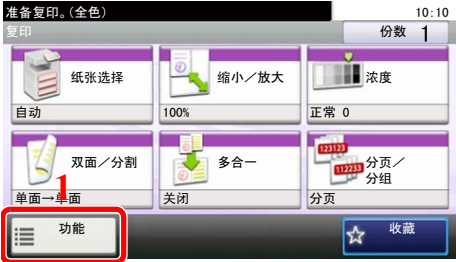 准备复印。(全色)
10:10
复印
份数 1
纸张选择
自动
缩小／放大
100%
浓度
正常 0
双面／分割
单面→单面
多合一
关闭
123123
112233
分页／
分组
分页
1
功能
收藏